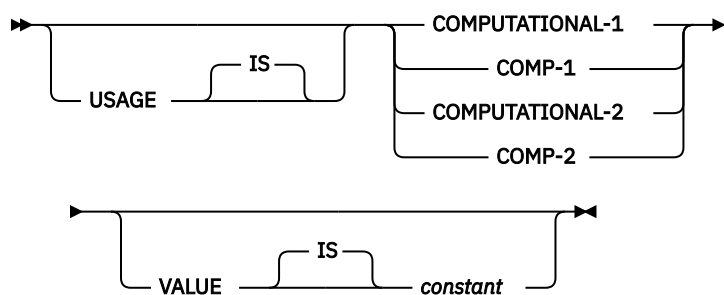 COMPUTATIONAL-1
IS
COMP-1
USAGE
COMPUTATIONAL-2
COMP-2
IS
VALUE
constant